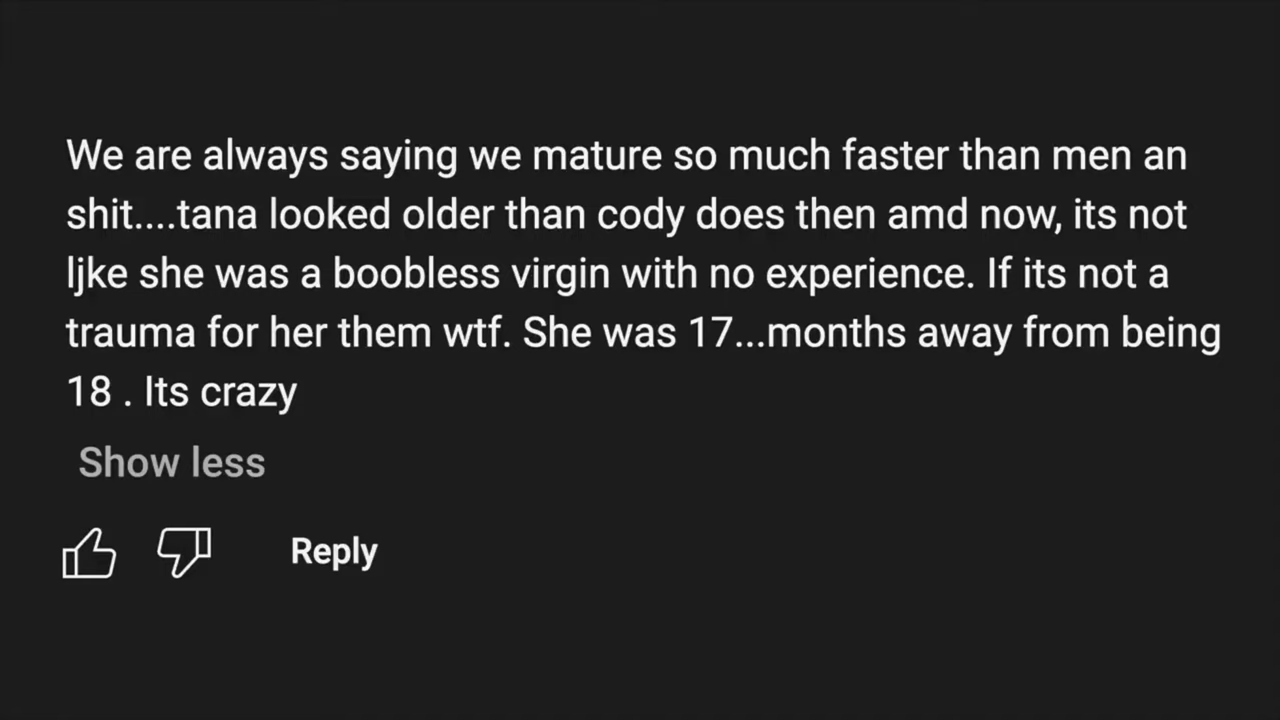 We are always saying we mature so much faster than men an
shit....tana looked older than cody does then amd now, its not
ljke she was a boobless virgin with no experience. If its not a
trauma for her them wtf. She was 17...months away from being
18 . Its crazy
Show less
Reply